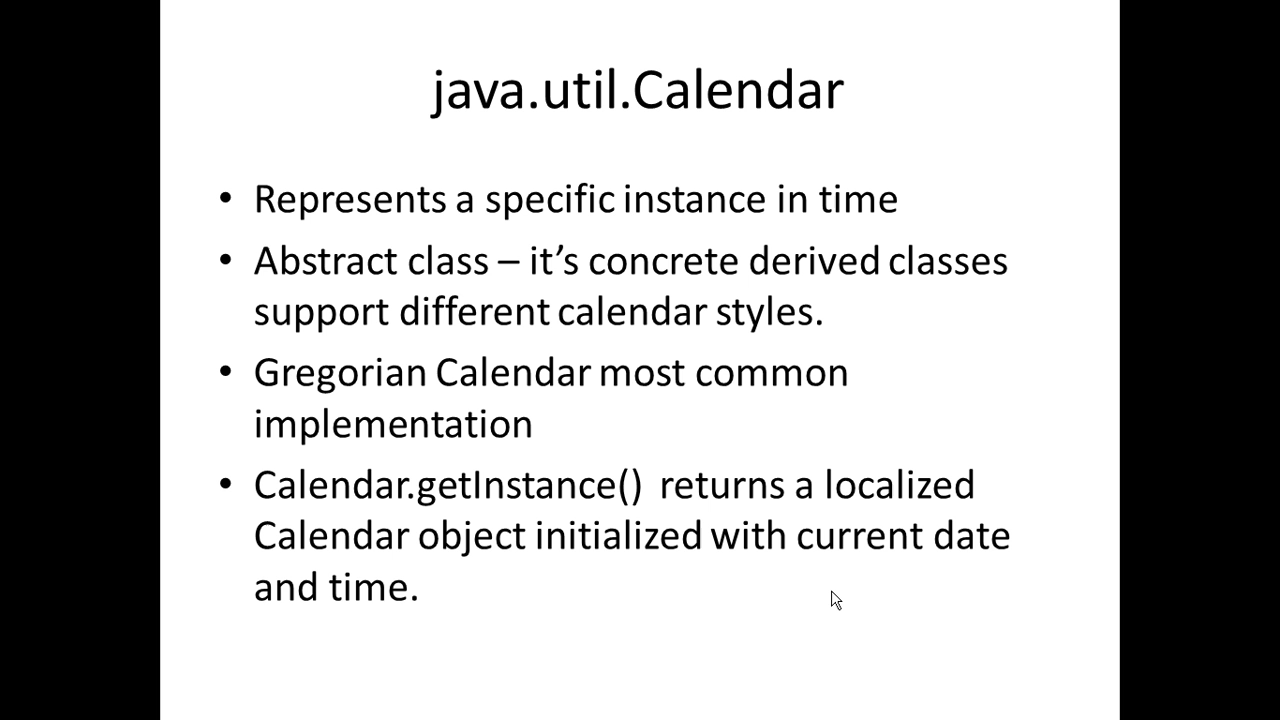 java.util.Calendar
• Represents a specific instance in time
• Abstract class – it’s concrete derived classes
support different calendar styles.
• Gregorian Calendar most common
implementation
• Calendar.getInstance() returns a localized
Calendar object initialized with current date
and time.